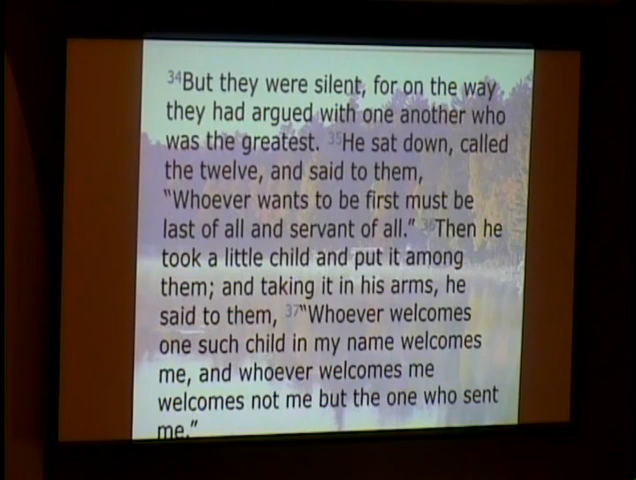 34But they were silent, for on the way
they had argued with one another who
was the greatest. 35He sat down, called
the twelve, and said to them,
"Whoever wants to be first must be
last of all and servant of all." 36Then he
took a little child and put it among
them; and taking it in his arms, he
said to them, 37"Whoever welcomes
one such child in my name welcomes
me, and whoever welcomes me
welcomes not me but the one who sent
me."